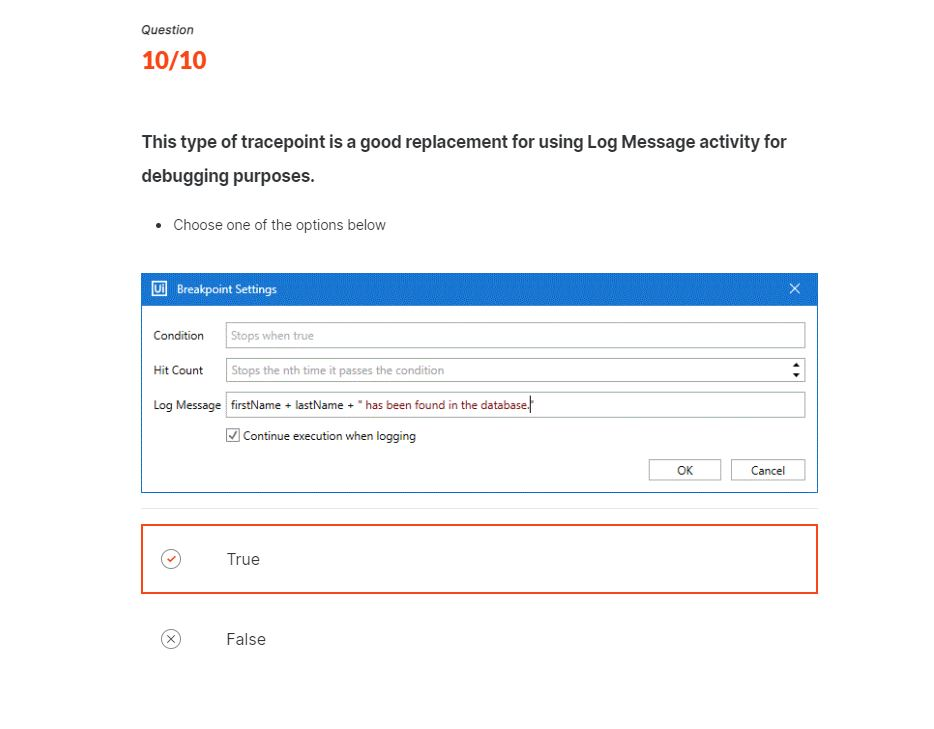 Question
10/10
This type of tracepoint is a good replacement for using Log Message activity for
debugging purposes.
• Choose one of the options below
Ui Breakpoint Settings
Condition Stops when true
Hit Count Stops the nth time it passes the condition
Log Message firstName + lastName + " has been found in the database."
Continue execution when logging
OK Cancel
True
False